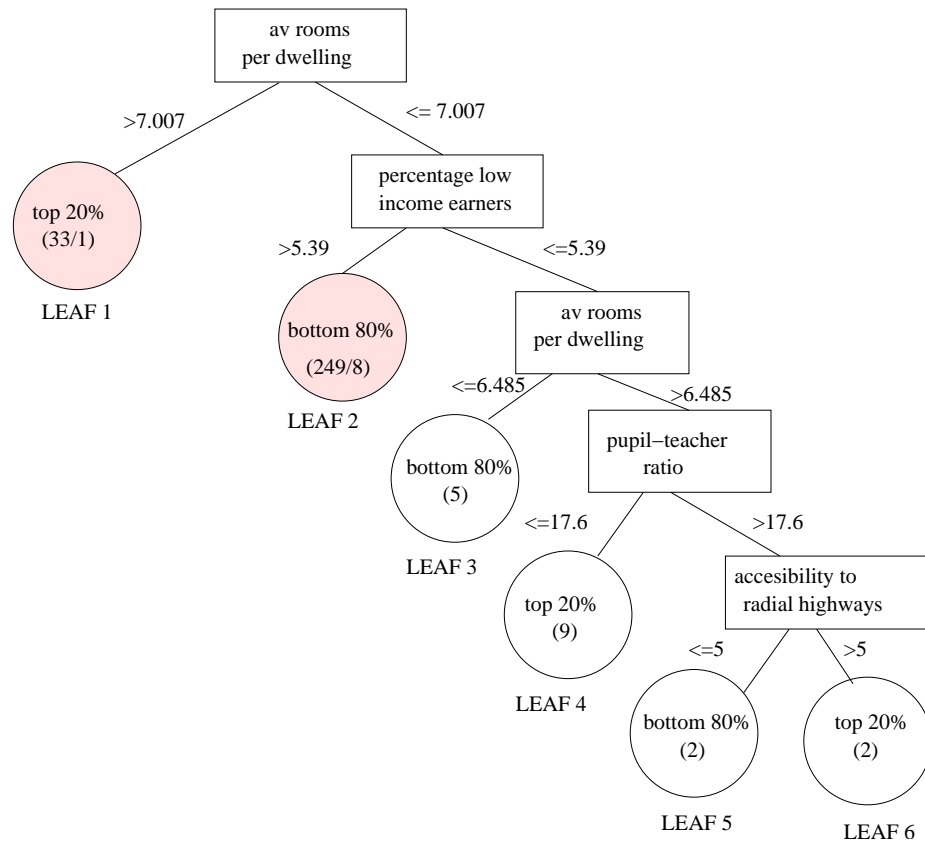 av rooms
per dwelling
>7.007
<= 7.007
top 20%
(33/1)
LEAF 1
percentage low
income earners
>5.39
<=5.39
bottom 80%
(249/8)
LEAF 2
av rooms
per dwelling
<=6.485
>6.485
bottom 80%
(5)
LEAF 3
pupil−teacher
ratio
<=17.6
>17.6
top 20%
(9)
LEAF 4
accesibility to
radial highways
<=5
>5
bottom 80%
(2)
LEAF 5
top 20%
(2)
LEAF 6